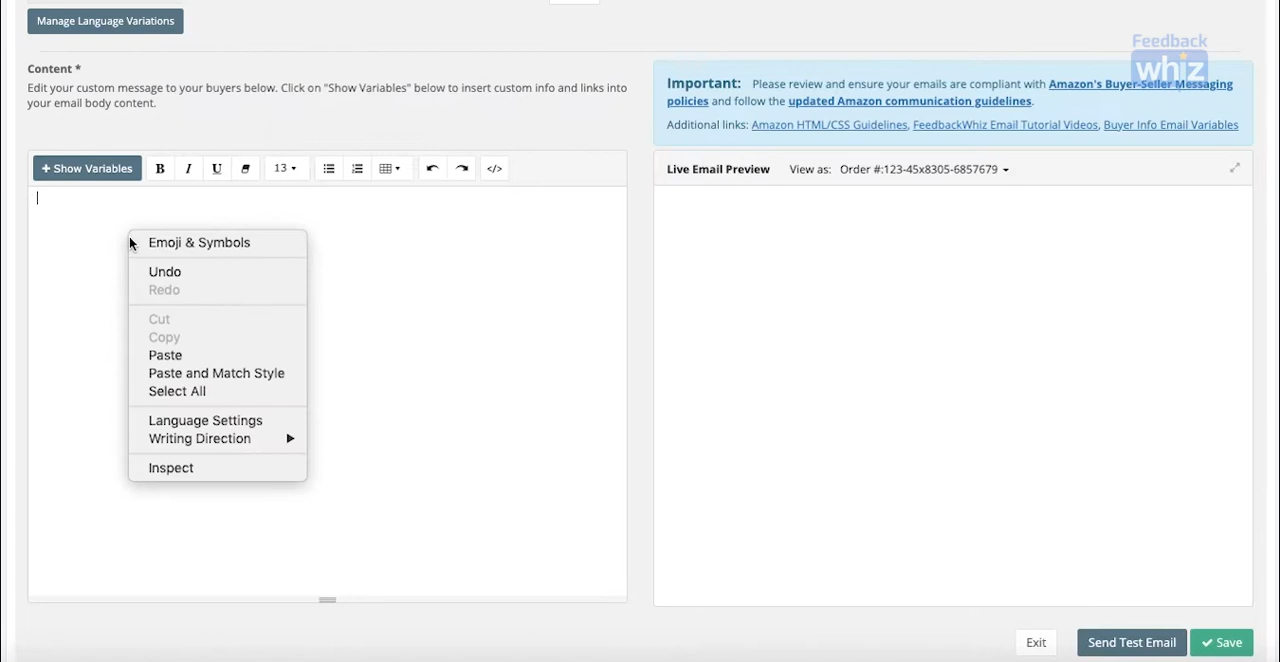 Manage Language Variations
Feedback
whiz
Content *
Edit your custom message to your buyers below. Click on "Show Variables" below to insert custom info and links into
your email body content.
Important: Please review and ensure your emails are compliant with Amazon's Buyer-Seller Messaging
policies and follow the updated Amazon communication guidelines.
Additional links: Amazon HTML/CSS Guidelines, FeedbackWhiz Email Tutorial Videos, Buyer Info Email Variables
+ Show Variables B I U 13 </>
Live Email Preview View as: Order #:123-45x8305-6857679
Emoji & Symbols
Undo
Redo
Cut
Copy
Paste
Paste and Match Style
Select All
Language Settings
Writing Direction
Inspect
Exit Send Test Email Save